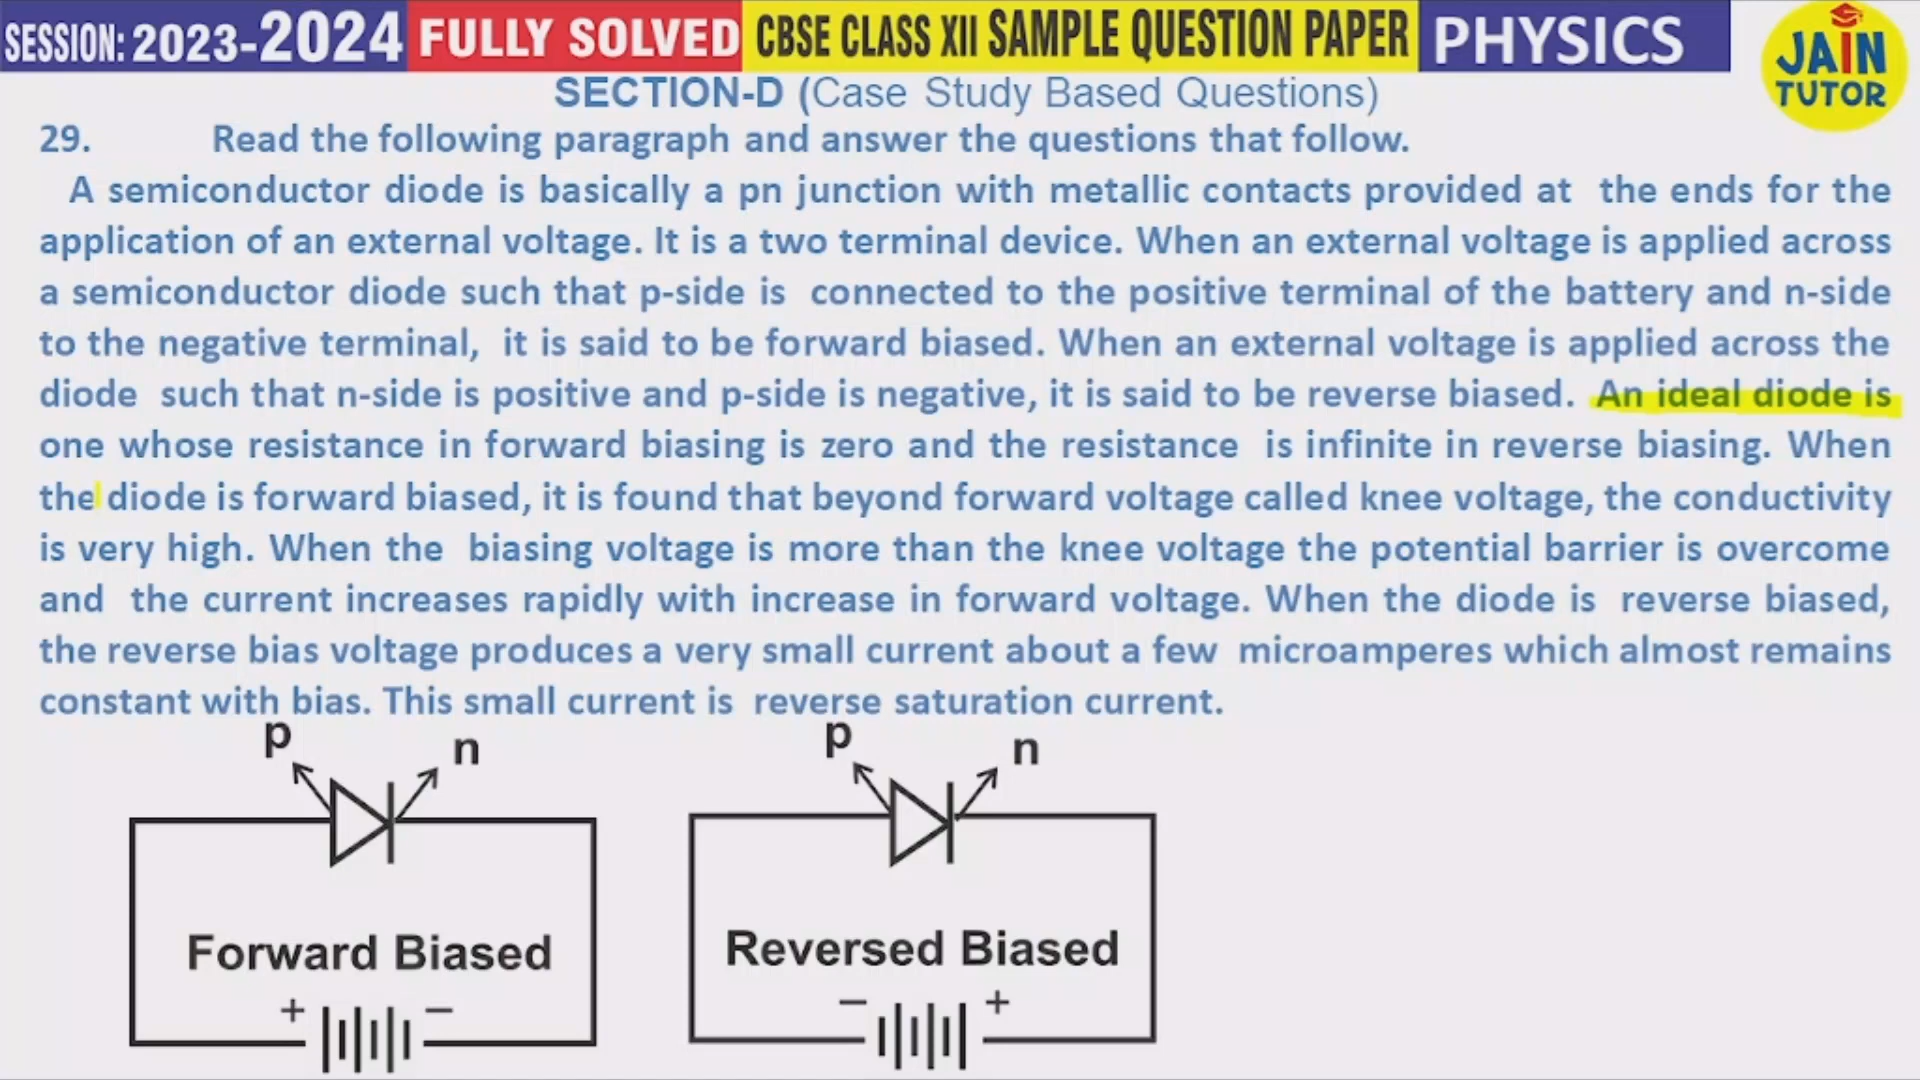 SESSION: 2023-2024 FULLY SOLVED CBSE CLASS XII SAMPLE QUESTION PAPER PHYSICS
JAIN
TUTOR
SECTION-D (Case Study Based Questions)
29. Read the following paragraph and answer the questions that follow.
A semiconductor diode is basically a pn junction with metallic contacts provided at the ends for the
application of an external voltage. It is a two terminal device. When an external voltage is applied across
a semiconductor diode such that p-side is connected to the positive terminal of the battery and n-side
to the negative terminal, it is said to be forward biased. When an external voltage is applied across the
diode such that n-side is positive and p-side is negative, it is said to be reverse biased. An ideal diode is
one whose resistance in forward biasing is zero and the resistance is infinite in reverse biasing. When
the diode is forward biased, it is found that beyond forward voltage called knee voltage, the conductivity
is very high. When the biasing voltage is more than the knee voltage the potential barrier is overcome
and the current increases rapidly with increase in forward voltage. When the diode is reverse biased,
the reverse bias voltage produces a very small current about a few microamperes which almost remains
constant with bias. This small current is reverse saturation current.
p n
Forward Biased
+ −
p n
Reversed Biased
− +